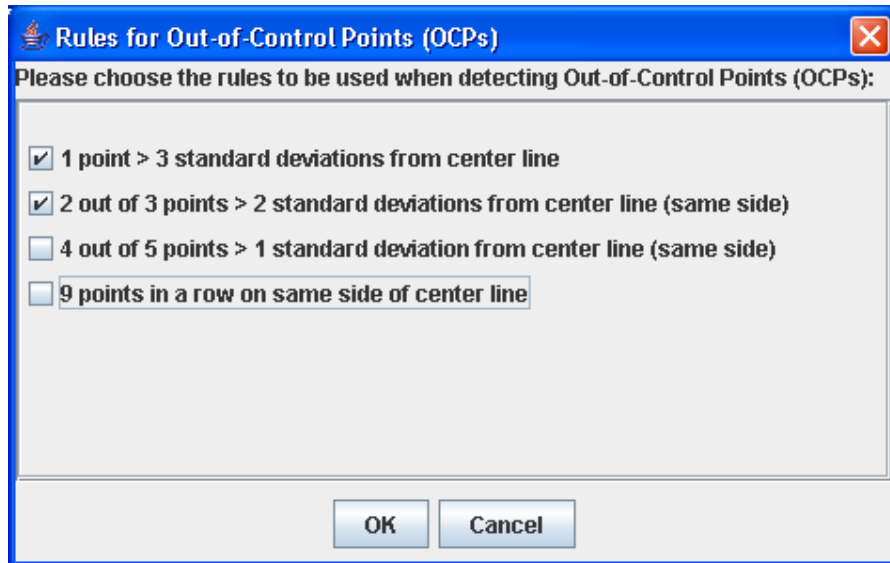 Rules for Out-of-Control Points (OCPs)
Please choose the rules to be used when detecting Out-of-Control Points (OCPs):
1 point > 3 standard deviations from center line
2 out of 3 points > 2 standard deviations from center line (same side)
4 out of 5 points > 1 standard deviation from center line (same side)
9 points in a row on same side of center line
OK Cancel